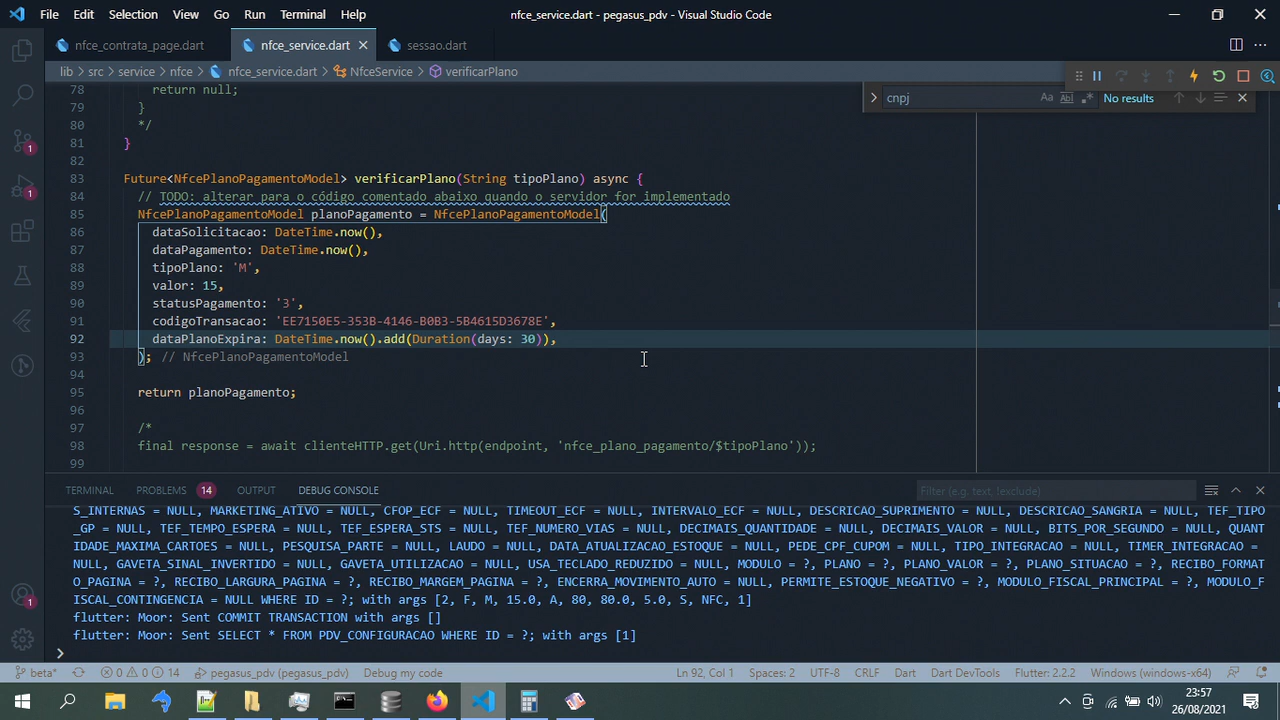 File Edit Selection View Go Run Terminal Help
nfce_service.dart - pegasus_pdv - Visual Studio Code
nfce_contrata_page.dart nfce_service.dart sessao.dart
lib > src > service > nfce > nfce_service.dart > NfceService > verificarPlano
cnpj Aa Ab .* No results
78 return null;
79 }
80 */
81 }
82
83 Future<NfcePlanoPagamentoModel> verificarPlano(String tipoPlano) async {
84 // TODO: alterar para o código comentado abaixo quando o servidor for implementado
85 NfcePlanoPagamentoModel planoPagamento = NfcePlanoPagamentoModel(
86 dataSolicitacao: DateTime.now(),
87 dataPagamento: DateTime.now(),
88 tipoPlano: 'M',
89 valor: 15,
90 statusPagamento: '3',
91 codigoTransacao: 'EE7150E5-353B-4146-B0B3-5B4615D3678E',
92 dataPlanoExpira: DateTime.now().add(Duration(days: 30)),
93 ); // NfcePlanoPagamentoModel
94
95 return planoPagamento;
96
97 /*
98 final response = await clienteHTTP.get(Uri.http(endpoint, 'nfce_plano_pagamento/$tipoPlano'));
99
TERMINAL PROBLEMS 14 OUTPUT DEBUG CONSOLE Filter (e.g. text, !exclude)
S_INTERNAS = NULL, MARKETING_ATIVO = NULL, CFOP_ECF = NULL, TIMEOUT_ECF = NULL, INTERVALO_ECF = NULL, DESCRICAO_SUPRIMENTO = NULL, DESCRICAO_SANGRIA = NULL, TEF_TIPO
_GP = NULL, TEF_TEMPO_ESPERA = NULL, TEF_ESPERA_STS = NULL, TEF_NUMERO_VIAS = NULL, DECIMAIS_QUANTIDADE = NULL, DECIMAIS_VALOR = NULL, BITS_POR_SEGUNDO = NULL, QUANT
IDADE_MAXIMA_CARTOES = NULL, PESQUISA_PARTE = NULL, LAUDO = NULL, DATA_ATUALIZACAO_ESTOQUE = NULL, PEDE_CPF_CUPOM = NULL, TIPO_INTEGRACAO = NULL, TIMER_INTEGRACAO =
NULL, GAVETA_SINAL_INVERTIDO = NULL, GAVETA_UTILIZACAO = NULL, USA_TECLADO_REDUZIDO = NULL, MODULO = ?, PLANO = ?, PLANO_VALOR = ?, PLANO_SITUACAO = ?, RECIBO_FORMAT
O_PAGINA = ?, RECIBO_LARGURA_PAGINA = ?, RECIBO_MARGEM_PAGINA = ?, ENCERRA_MOVIMENTO_AUTO = NULL, PERMITE_ESTOQUE_NEGATIVO = ?, MODULO_FISCAL_PRINCIPAL = ?, MODULO_F
ISCAL_CONTINGENCIA = NULL WHERE ID = ?; with args [2, F, M, 15.0, A, 80, 80.0, 5.0, S, NFC, 1]
flutter: Moor: Sent COMMIT TRANSACTION with args []
flutter: Moor: Sent SELECT * FROM PDV_CONFIGURACAO WHERE ID = ?; with args [1]
>
1
1
1
beta* 0 0 14 pegasus_pdv (pegasus_pdv) Debug my code Ln 92, Col 1 Spaces: 2 UTF-8 CRLF Dart Dart DevTools Flutter: 2.2.2 Windows (windows-x64)
23:57
26/08/2021